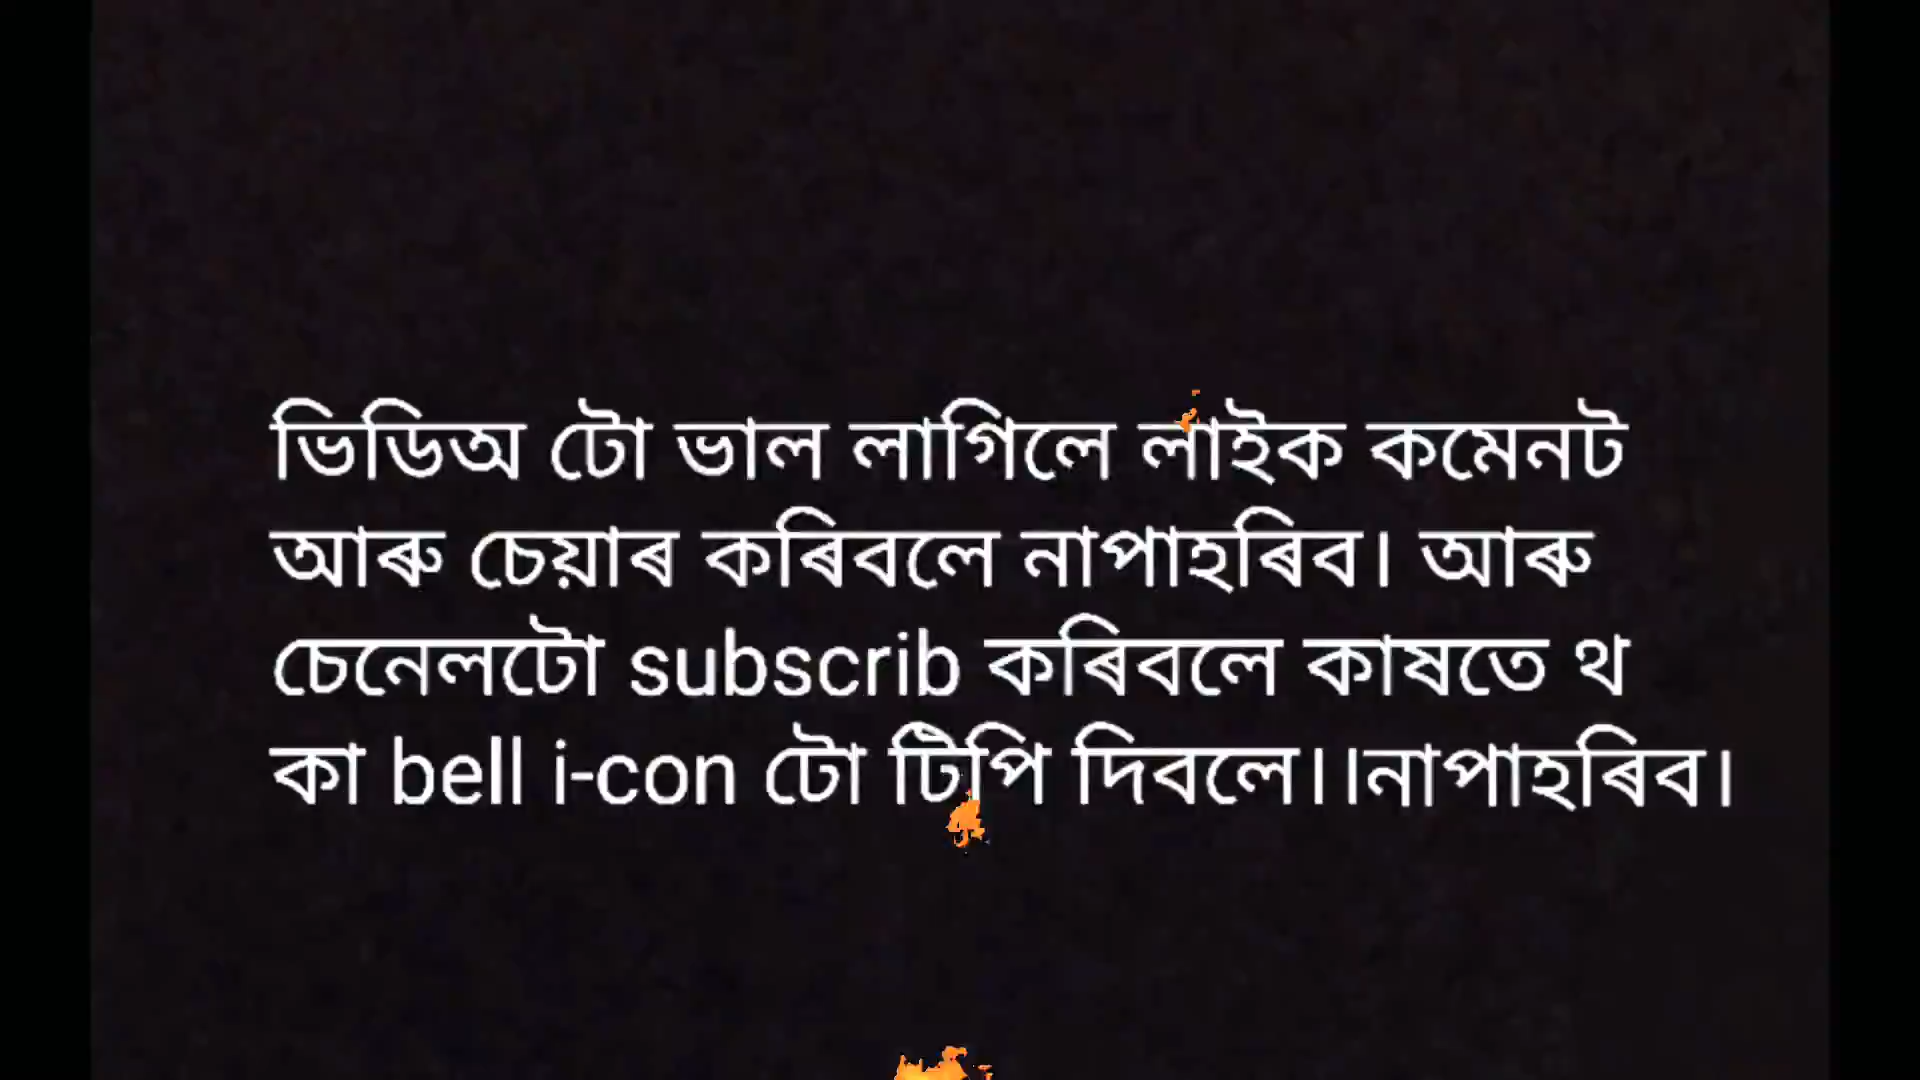 ভিডিঅ টো ভাল লাগিলে লাইক কমেনট
আৰু চেয়াৰ কৰিবলে নাপাহৰিব। আৰু
চেনেলটো subscrib কৰিবলে কাষতে থ
কা bell i-con টো টিপি দিবলে।।নাপাহৰিব।